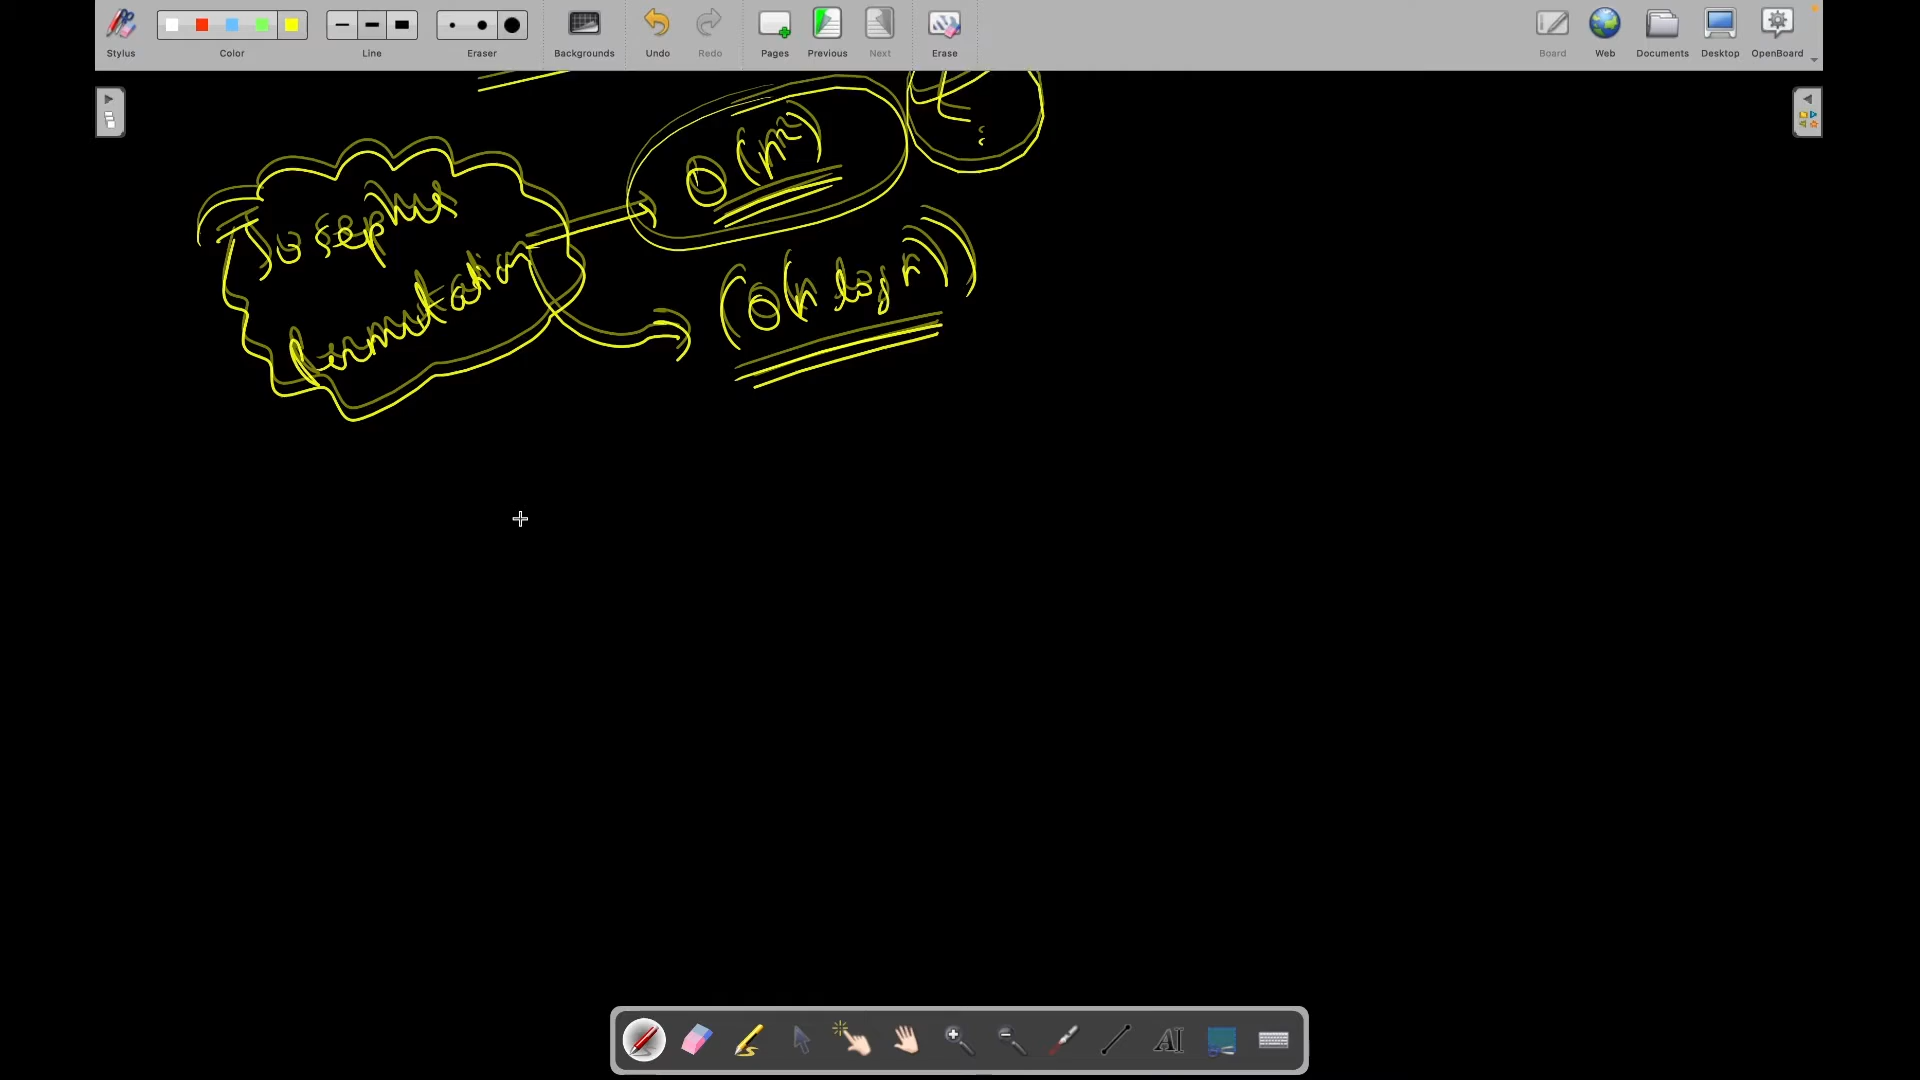 Stylus Color Line Eraser Backgrounds Undo Redo Pages Previous Next Erase Board Web Documents Desktop OpenBoard
O(n²)
Josephus
Permutation
(O(n log n))
AI